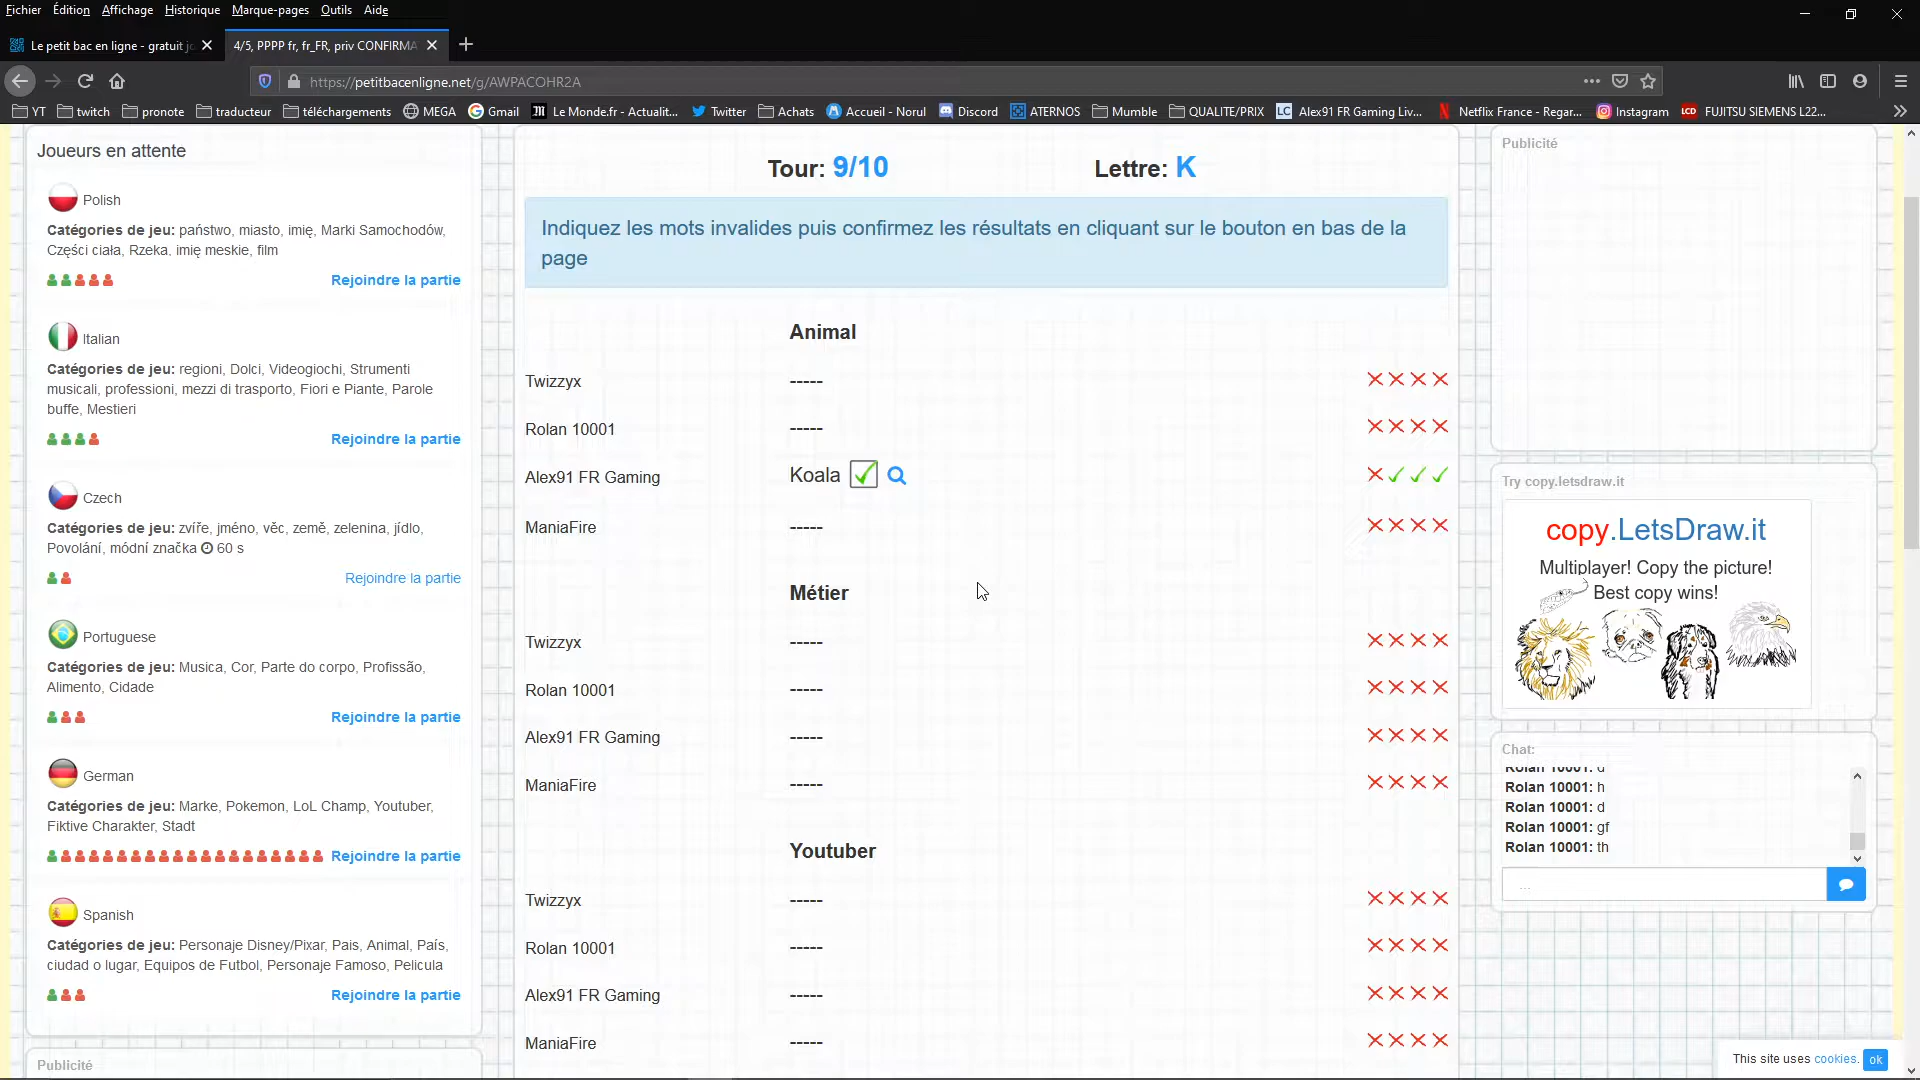 Fichier Édition Affichage Historique Marque-pages Outils Aide
Le petit bac en ligne - gratuit jo
4/5, PPPP fr, fr_FR, priv CONFIRMA
https://petitbacenligne.net/g/AWPACOHR2A
YT twitch pronote traducteur téléchargements MEGA Gmail Le Monde.fr - Actualit... Twitter Achats Accueil - Norul Discord ATERNOS Mumble QUALITE/PRIX LC Alex91 FR Gaming Liv... Netflix France - Regar... Instagram LCD FUJITSU SIEMENS L22...
Joueurs en attente
Polish
Catégories de jeu: państwo, miasto, imię, Marki Samochodów,
Części ciała, Rzeka, imię meskie, film
Rejoindre la partie
Italian
Catégories de jeu: regioni, Dolci, Videogiochi, Strumenti
musicali, professioni, mezzi di trasporto, Fiori e Piante, Parole
buffe, Mestieri
Rejoindre la partie
Czech
Catégories de jeu: zvíře, jméno, věc, země, zelenina, jídlo,
Povolání, módní značka 60 s
Rejoindre la partie
Portuguese
Catégories de jeu: Musica, Cor, Parte do corpo, Profissão,
Alimento, Cidade
Rejoindre la partie
German
Catégories de jeu: Marke, Pokemon, LoL Champ, Youtuber,
Fiktive Charakter, Stadt
Rejoindre la partie
Spanish
Catégories de jeu: Personaje Disney/Pixar, Pais, Animal, País,
ciudad o lugar, Equipos de Futbol, Personaje Famoso, Pelicula
Rejoindre la partie
Publicité
Tour: 9/10 Lettre: K
Indiquez les mots invalides puis confirmez les résultats en cliquant sur le bouton en bas de la
page
Animal
Twizzyx -----
Rolan 10001 -----
Alex91 FR Gaming Koala
ManiaFire -----
Métier
Twizzyx -----
Rolan 10001 -----
Alex91 FR Gaming -----
ManiaFire -----
Youtuber
Twizzyx -----
Rolan 10001 -----
Alex91 FR Gaming -----
ManiaFire -----
Publicité
Try copy.letsdraw.it
copy.LetsDraw.it
Multiplayer! Copy the picture!
Best copy wins!
Chat:
Rolan 10001: d
Rolan 10001: h
Rolan 10001: d
Rolan 10001: gf
Rolan 10001: th
...
This site uses cookies. ok